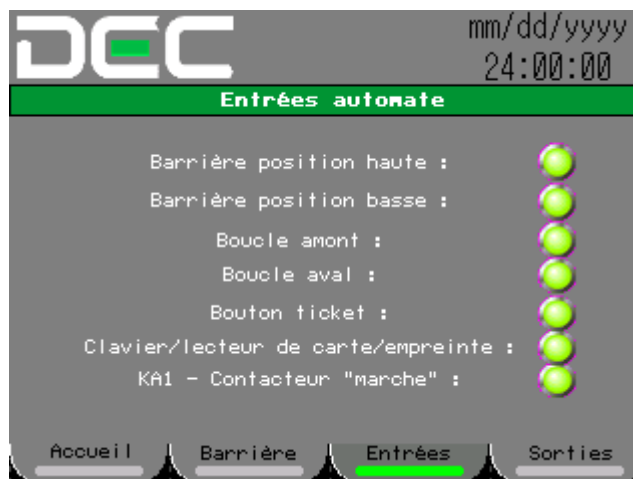 DEC
mm/dd/yyyy
24:00:00
Entrées automate
Barrière position haute :
Barrière position basse :
Boucle amont :
Boucle aval :
Bouton ticket :
Clavier/lecteur de carte/empreinte :
KA1 - Contacteur "marche" :
Accueil Barrière Entrées Sorties